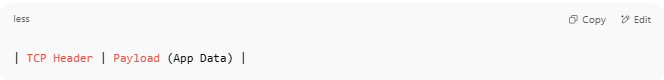 less Copy Edit
| TCP Header | Payload (App Data) |